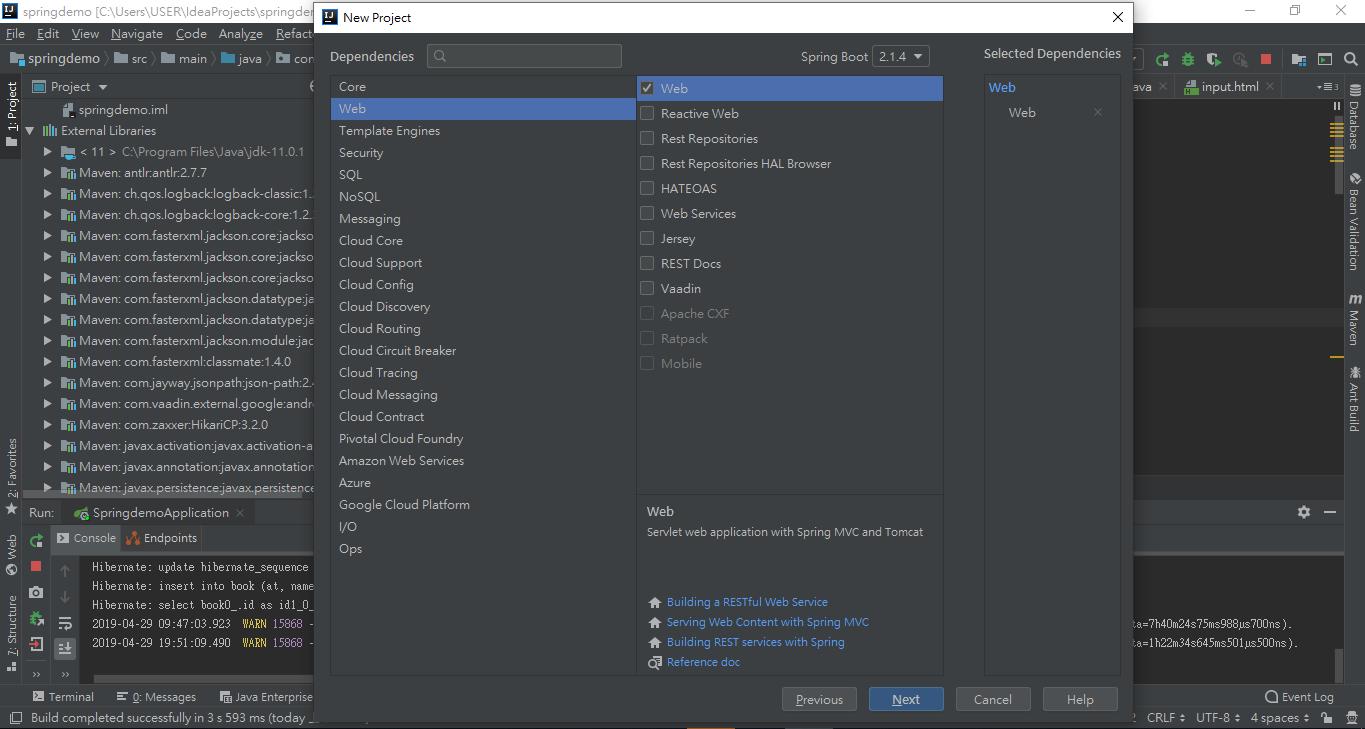 springdemo [C:\Users\USER\IdeaProjects\springdem
New Project
File Edit View Navigate Code Analyze Refact
springdemo src main java con
Dependencies
Spring Boot 2.1.4
Selected Dependencies
1: Project
Project
ava
input.html
springdemo.iml
External Libraries
< 11 > C:\Program Files\Java\jdk-11.0.1
Maven: antlr:antlr:2.7.7
Maven: ch.qos.logback:logback-classic:1.
Maven: ch.qos.logback:logback-core:1.2.
Maven: com.fasterxml.jackson.core:jackso
Maven: com.fasterxml.jackson.core:jackso
Maven: com.fasterxml.jackson.core:jackso
Maven: com.fasterxml.jackson.datatype:ja
Maven: com.fasterxml.jackson.datatype:ja
Maven: com.fasterxml.jackson.module:jac
Maven: com.fasterxml:classmate:1.4.0
Maven: com.jayway.jsonpath:json-path:2.4
Maven: com.vaadin.external.google:andro
Maven: com.zaxxer:HikariCP:3.2.0
Maven: javax.activation:javax.activation-a
Maven: javax.annotation:javax.annotation
Maven: javax.persistence:javax.persistence
Core
Web
Template Engines
Security
SQL
NoSQL
Messaging
Cloud Core
Cloud Support
Cloud Config
Cloud Discovery
Cloud Routing
Cloud Circuit Breaker
Cloud Tracing
Cloud Messaging
Cloud Contract
Pivotal Cloud Foundry
Amazon Web Services
Azure
Google Cloud Platform
I/O
Ops
Web
Reactive Web
Rest Repositories
Rest Repositories HAL Browser
HATEOAS
Web Services
Jersey
REST Docs
Vaadin
Apache CXF
Ratpack
Mobile
Web
Servlet web application with Spring MVC and Tomcat
Building a RESTful Web Service
Serving Web Content with Spring MVC
Building REST services with Spring
Reference doc
Web
Web
Database
Bean Validation
Maven
Ant Build
2: Favorites
Web
7: Structure
Run: SpringdemoApplication
Console Endpoints
Hibernate: update hibernate_sequence
Hibernate: insert into book (at, name
Hibernate: select book0_.id as id1_0_
2019-04-29 09:47:03.923 WARN 15868 -
ta=7h40m24s75ms988µs700ns).
2019-04-29 19:51:09.490 WARN 15868 -
ta=1h22m34s645ms501µs500ns).
Previous Next Cancel Help
Terminal 0: Messages Java Enterprise
Event Log
Build completed successfully in 3 s 593 ms (today
2 CRLF UTF-8 4 spaces